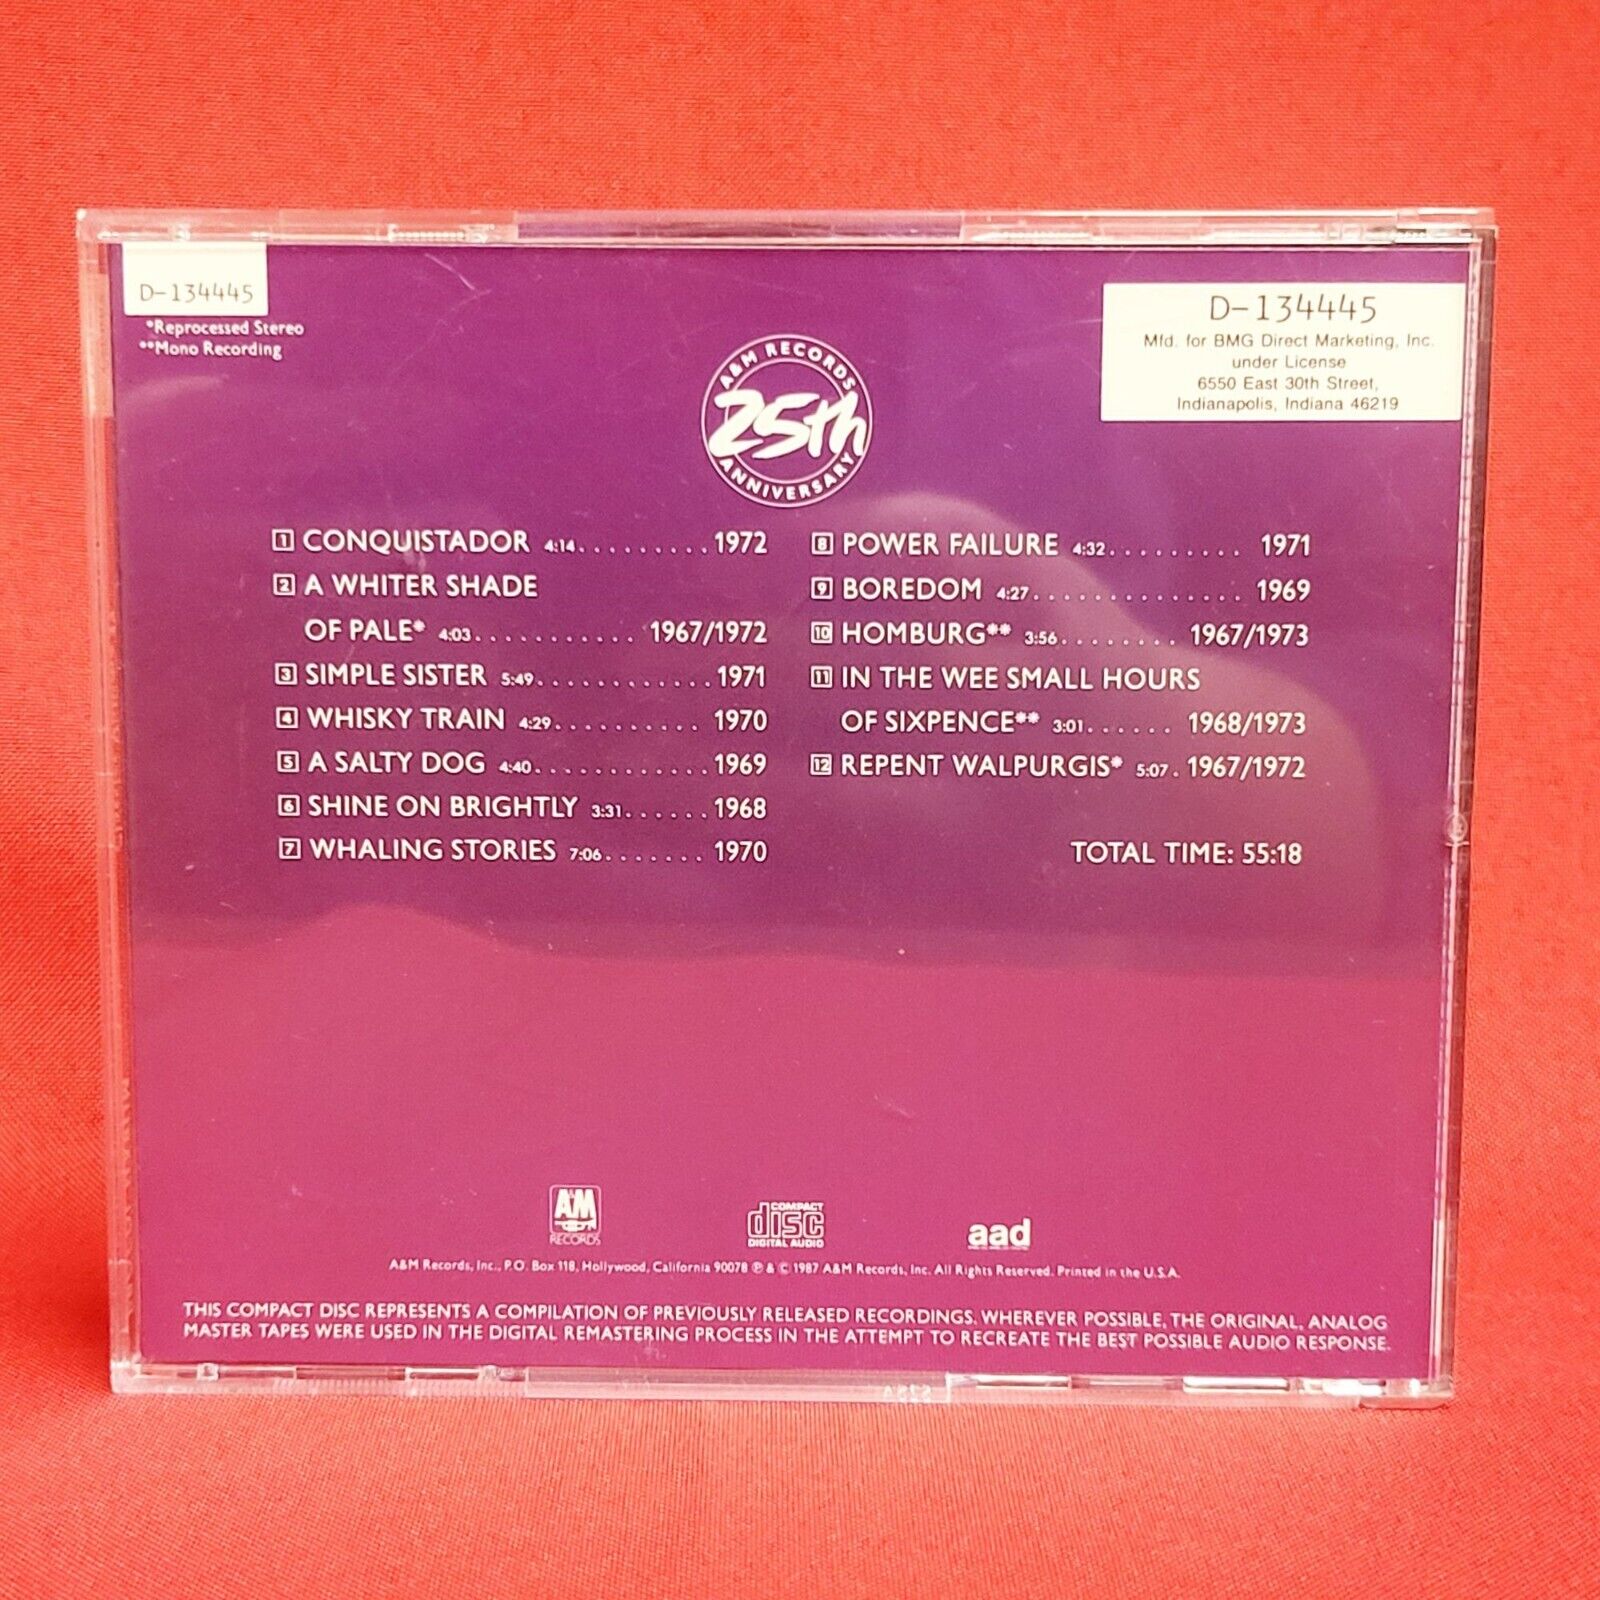 D-134445
*Reprocessed Stereo
**Mono Recording
D-134445
Mfd. for BMG Direct Marketing, Inc.
under License
6550 East 30th Street,
Indianapolis, Indiana 46219
A&M RECORDS
25th
ANNIVERSARY
1 CONQUISTADOR 4:14.........1972
2 A WHITER SHADE
OF PALE* 4:03...........1967/1972
3 SIMPLE SISTER 5:49............1971
4 WHISKY TRAIN 4:29..........1970
5 A SALTY DOG 4:40............1969
6 SHINE ON BRIGHTLY 3:31......1968
7 WHALING STORIES 7:06.......1970
8 POWER FAILURE 4:32.........1971
9 BOREDOM 4:27..............1969
10 HOMBURG** 3:56........1967/1973
11 IN THE WEE SMALL HOURS
OF SIXPENCE** 3:01......1968/1973
12 REPENT WALPURGIS* 5:07.1967/1972
TOTAL TIME: 55:18
A&M
RECORDS
COMPACT
disc
DIGITAL AUDIO
aad
A&M Records, Inc., P.O. Box 118, Hollywood, California 90078 ℗ & © 1987 A&M Records, Inc. All Rights Reserved. Printed in the U.S.A.
THIS COMPACT DISC REPRESENTS A COMPILATION OF PREVIOUSLY RELEASED RECORDINGS. WHEREVER POSSIBLE, THE ORIGINAL, ANALOG
MASTER TAPES WERE USED IN THE DIGITAL REMASTERING PROCESS IN THE ATTEMPT TO RECREATE THE BEST POSSIBLE AUDIO RESPONSE.